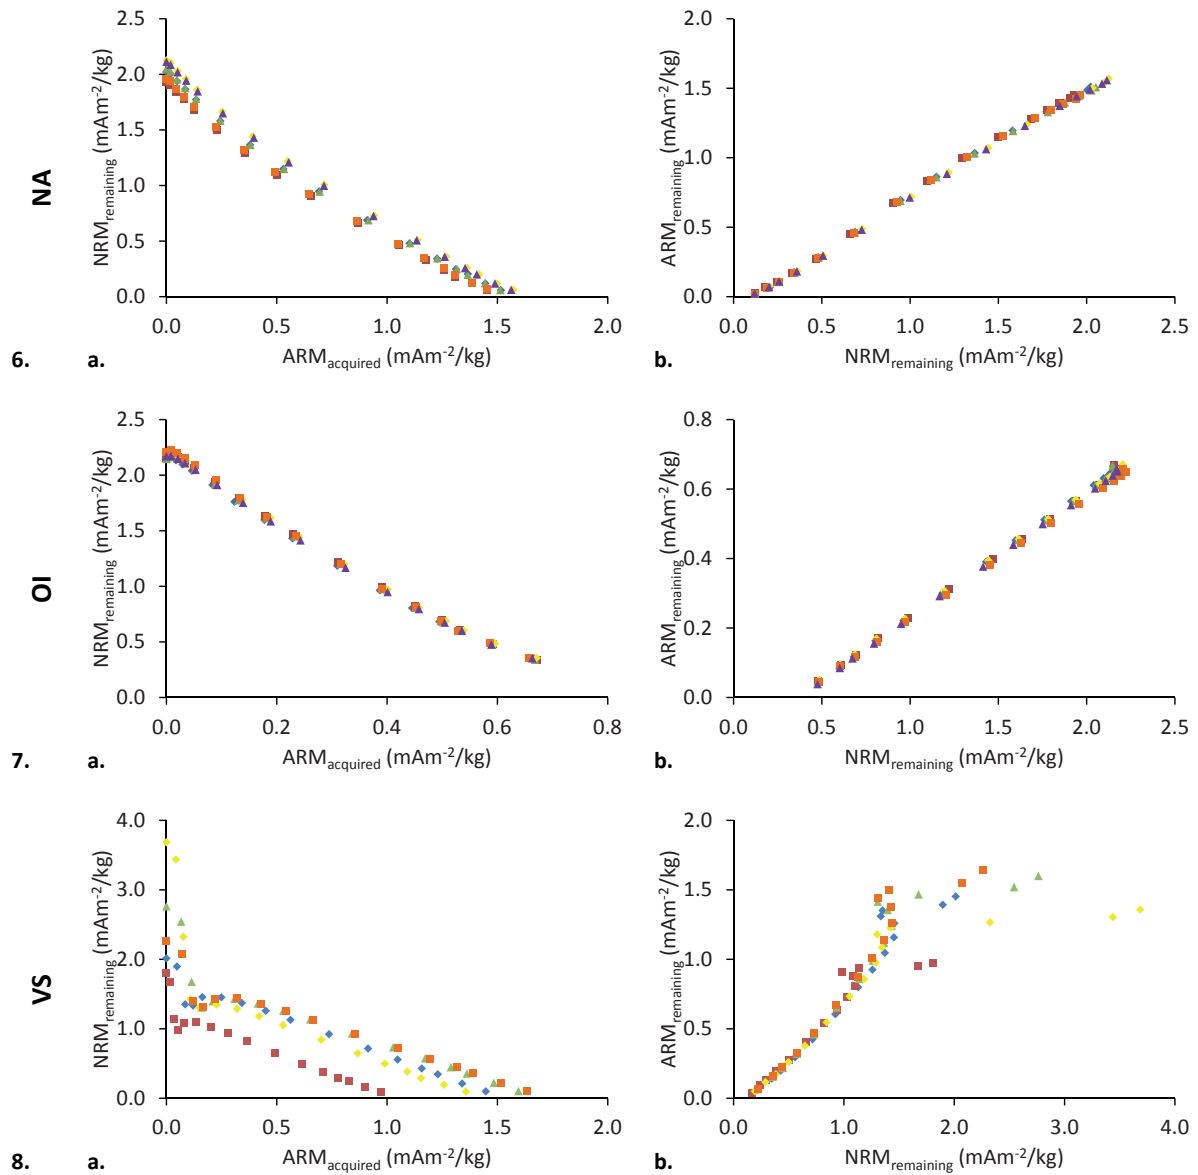 NA
2.5
2.0
1.5
1.0
0.5
0.0
NRMremaining (mAm-2/kg)
0.0 0.5 1.0 1.5 2.0
ARMacquired (mAm-2/kg)
6. a.
2.0
1.5
1.0
0.5
0.0
ARMremaining (mAm-2/kg)
0.0 0.5 1.0 1.5 2.0 2.5
NRMremaining (mAm-2/kg)
b.
OI
2.5
2.0
1.5
1.0
0.5
0.0
NRMremaining (mAm-2/kg)
0.0 0.2 0.4 0.6 0.8
ARMacquired (mAm-2/kg)
7. a.
0.8
0.6
0.4
0.2
0.0
ARMremaining (mAm-2/kg)
0.0 0.5 1.0 1.5 2.0 2.5
NRMremaining (mAm-2/kg)
b.
VS
4.0
3.0
2.0
1.0
0.0
NRMremaining (mAm-2/kg)
0.0 0.5 1.0 1.5 2.0
ARMacquired (mAm-2/kg)
8. a.
2.0
1.5
1.0
0.5
0.0
ARMremaining (mAm-2/kg)
0.0 1.0 2.0 3.0 4.0
NRMremaining (mAm-2/kg)
b.